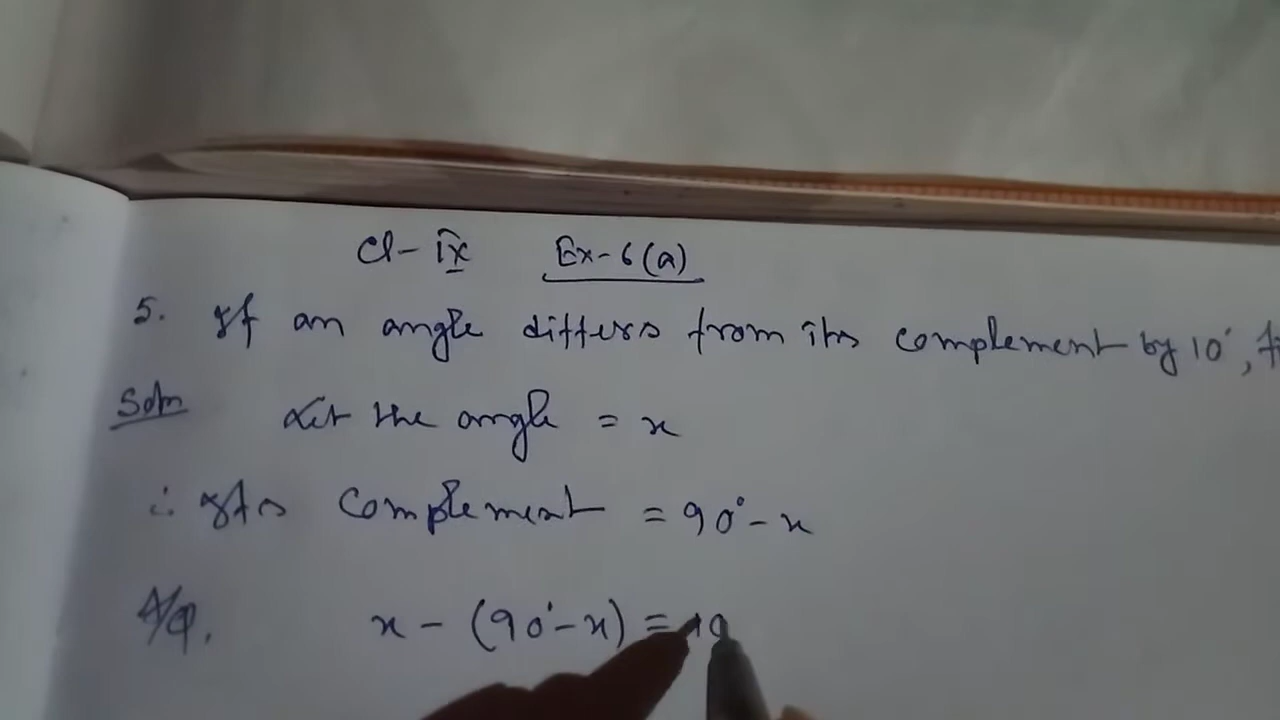 Cl-IX Ex-6(a)
5. If an angle differs from its complement by 10°,
Soln Let the angle = x
∴ Its complement = 90°-x
A/Q. x - (90°-x) = 10